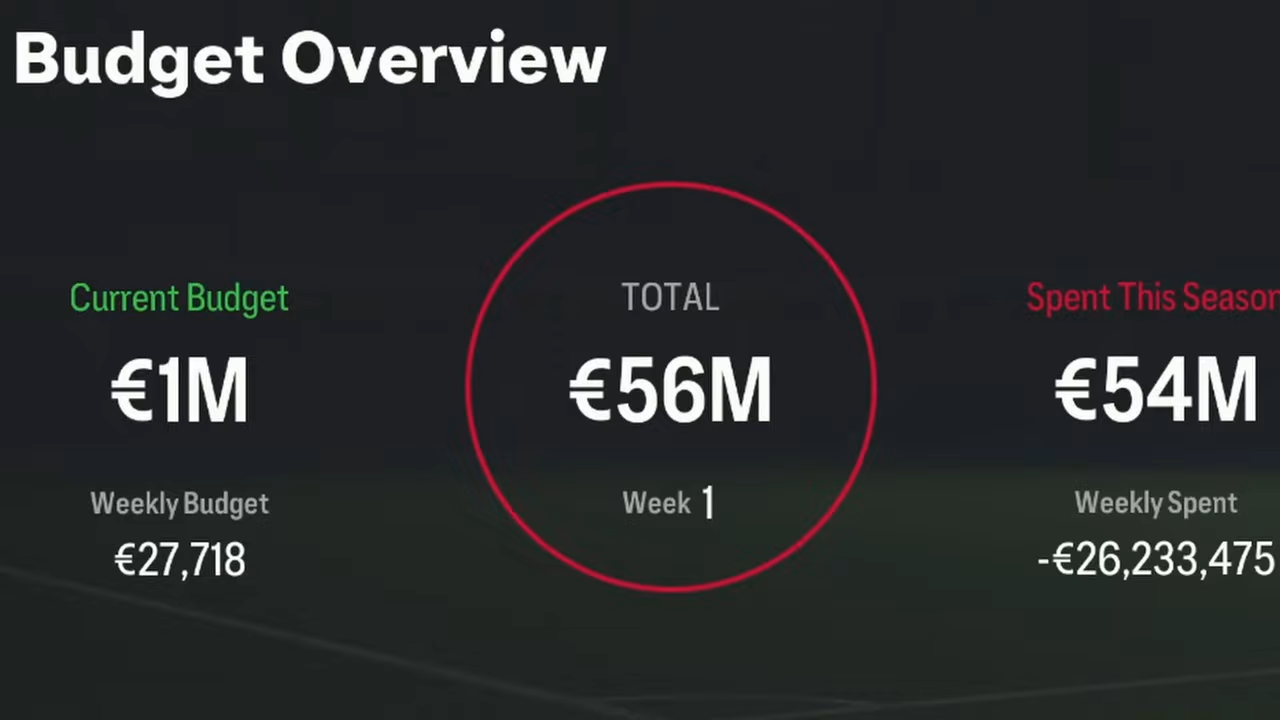 Budget Overview
Current Budget
€1M
Weekly Budget
€27,718
TOTAL
€56M
Week 1
Spent This Season
€54M
Weekly Spent
-€26,233,475